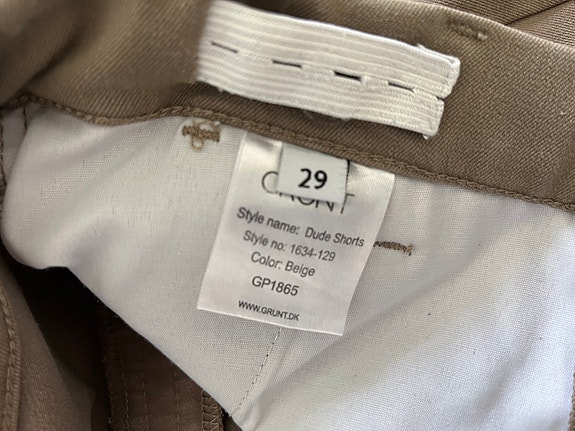 29
GRUNT
Style name: Dude Shorts
Style no: 1634-129
Color: Beige
GP1865
WWW.GRUNT.DK